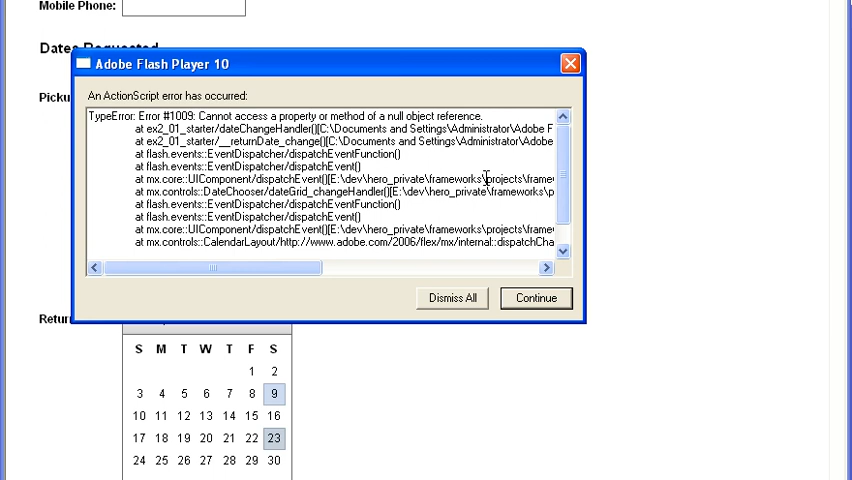 Mobile Phone:
Dates Requested
Adobe Flash Player 10
An ActionScript error has occurred:
Picku
TypeError: Error #1009: Cannot access a property or method of a null object reference.
at ex2_01_starter/dateChangeHandler()[C:\Documents and Settings\Administrator\Adobe F
at ex2_01_starter/__returnDate_change()[C:\Documents and Settings\Administrator\Adobe
at flash.events::EventDispatcher/dispatchEventFunction()
at flash.events::EventDispatcher/dispatchEvent()
at mx.core::UIComponent/dispatchEvent()[E:\dev\hero_private\frameworks\projects\frame
at mx.controls::DateChooser/dateGrid_changeHandler()[E:\dev\hero_private\frameworks\p
at flash.events::EventDispatcher/dispatchEventFunction()
at flash.events::EventDispatcher/dispatchEvent()
at mx.core::UIComponent/dispatchEvent()[E:\dev\hero_private\frameworks\projects\frame
at mx.controls::CalendarLayout/http://www.adobe.com/2006/flex/mx/internal::dispatchCha
Dismiss All Continue
Return
S M T W T F S
1 2
3 4 5 6 7 8 9
10 11 12 13 14 15 16
17 18 19 20 21 22 23
24 25 26 27 28 29 30